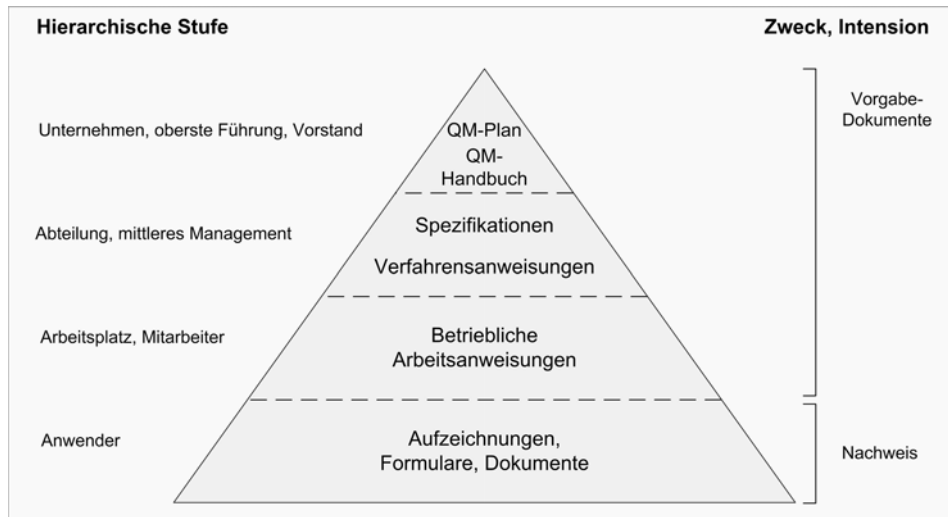 Hierarchische Stufe
Zweck, Intension
Unternehmen, oberste Führung, Vorstand
QM-Plan
QM-
Handbuch
Vorgabe-
Dokumente
Abteilung, mittleres Management
Spezifikationen
Verfahrensanweisungen
Arbeitsplatz, Mitarbeiter
Betriebliche
Arbeitsanweisungen
Anwender
Aufzeichnungen,
Formulare, Dokumente
Nachweis